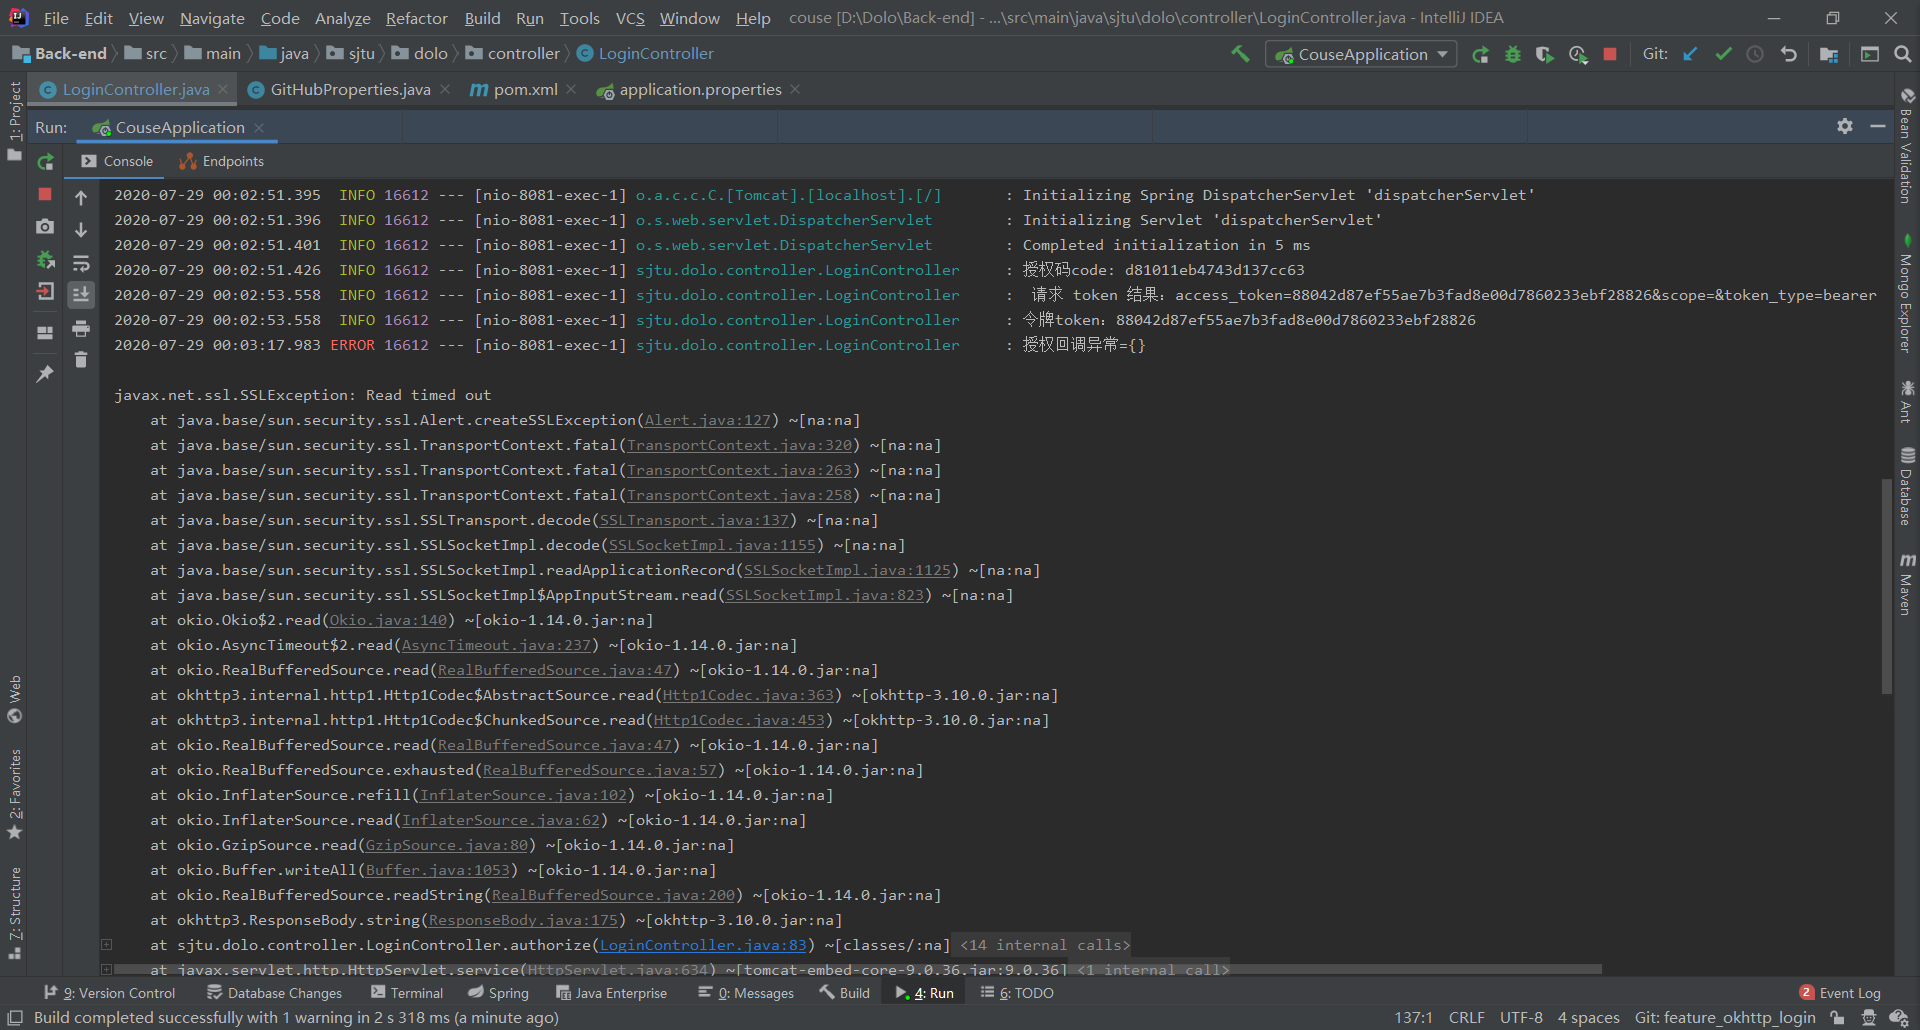 File Edit View Navigate Code Analyze Refactor Build Run Tools VCS Window Help couse [D:\Dolo\Back-end] - ...\src\main\java\sjtu\dolo\controller\LoginController.java - IntelliJ IDEA
Back-end src main java sjtu dolo controller LoginController CouseApplication Git:
LoginController.java GitHubProperties.java pom.xml application.properties
Run: CouseApplication
Console Endpoints
2020-07-29 00:02:51.395 INFO 16612 --- [nio-8081-exec-1] o.a.c.c.C.[Tomcat].[localhost].[/] : Initializing Spring DispatcherServlet 'dispatcherServlet'
2020-07-29 00:02:51.396 INFO 16612 --- [nio-8081-exec-1] o.s.web.servlet.DispatcherServlet : Initializing Servlet 'dispatcherServlet'
2020-07-29 00:02:51.401 INFO 16612 --- [nio-8081-exec-1] o.s.web.servlet.DispatcherServlet : Completed initialization in 5 ms
2020-07-29 00:02:51.426 INFO 16612 --- [nio-8081-exec-1] sjtu.dolo.controller.LoginController : 授权码code: d81011eb4743d137cc63
2020-07-29 00:02:53.558 INFO 16612 --- [nio-8081-exec-1] sjtu.dolo.controller.LoginController : 请求 token 结果：access_token=88042d87ef55ae7b3fad8e00d7860233ebf28826&scope=&token_type=bearer
2020-07-29 00:02:53.558 INFO 16612 --- [nio-8081-exec-1] sjtu.dolo.controller.LoginController : 令牌token：88042d87ef55ae7b3fad8e00d7860233ebf28826
2020-07-29 00:03:17.983 ERROR 16612 --- [nio-8081-exec-1] sjtu.dolo.controller.LoginController : 授权回调异常={}
javax.net.ssl.SSLException: Read timed out
at java.base/sun.security.ssl.Alert.createSSLException(Alert.java:127) ~[na:na]
at java.base/sun.security.ssl.TransportContext.fatal(TransportContext.java:320) ~[na:na]
at java.base/sun.security.ssl.TransportContext.fatal(TransportContext.java:263) ~[na:na]
at java.base/sun.security.ssl.TransportContext.fatal(TransportContext.java:258) ~[na:na]
at java.base/sun.security.ssl.SSLTransport.decode(SSLTransport.java:137) ~[na:na]
at java.base/sun.security.ssl.SSLSocketImpl.decode(SSLSocketImpl.java:1155) ~[na:na]
at java.base/sun.security.ssl.SSLSocketImpl.readApplicationRecord(SSLSocketImpl.java:1125) ~[na:na]
at java.base/sun.security.ssl.SSLSocketImpl$AppInputStream.read(SSLSocketImpl.java:823) ~[na:na]
at okio.Okio$2.read(Okio.java:140) ~[okio-1.14.0.jar:na]
at okio.AsyncTimeout$2.read(AsyncTimeout.java:237) ~[okio-1.14.0.jar:na]
at okio.RealBufferedSource.read(RealBufferedSource.java:47) ~[okio-1.14.0.jar:na]
at okhttp3.internal.http1.Http1Codec$AbstractSource.read(Http1Codec.java:363) ~[okhttp-3.10.0.jar:na]
at okhttp3.internal.http1.Http1Codec$ChunkedSource.read(Http1Codec.java:453) ~[okhttp-3.10.0.jar:na]
at okio.RealBufferedSource.read(RealBufferedSource.java:47) ~[okio-1.14.0.jar:na]
at okio.RealBufferedSource.exhausted(RealBufferedSource.java:57) ~[okio-1.14.0.jar:na]
at okio.InflaterSource.refill(InflaterSource.java:102) ~[okio-1.14.0.jar:na]
at okio.InflaterSource.read(InflaterSource.java:62) ~[okio-1.14.0.jar:na]
at okio.GzipSource.read(GzipSource.java:80) ~[okio-1.14.0.jar:na]
at okio.Buffer.writeAll(Buffer.java:1053) ~[okio-1.14.0.jar:na]
at okio.RealBufferedSource.readString(RealBufferedSource.java:200) ~[okio-1.14.0.jar:na]
at okhttp3.ResponseBody.string(ResponseBody.java:175) ~[okhttp-3.10.0.jar:na]
at sjtu.dolo.controller.LoginController.authorize(LoginController.java:83) ~[classes/:na] <14 internal calls>
at javax.servlet.http.HttpServlet.service(HttpServlet.java:634) ~[tomcat-embed-core-9.0.36.jar:9.0.36] <1 internal call>
1: Project
Web
2: Favorites
7: Structure
Bean Validation
Mongo Explorer
Ant
Database
Maven
9: Version Control Database Changes Terminal Spring Java Enterprise 0: Messages Build 4: Run 6: TODO 2 Event Log
Build completed successfully with 1 warning in 2 s 318 ms (a minute ago) 137:1 CRLF UTF-8 4 spaces Git: feature_okhttp_login